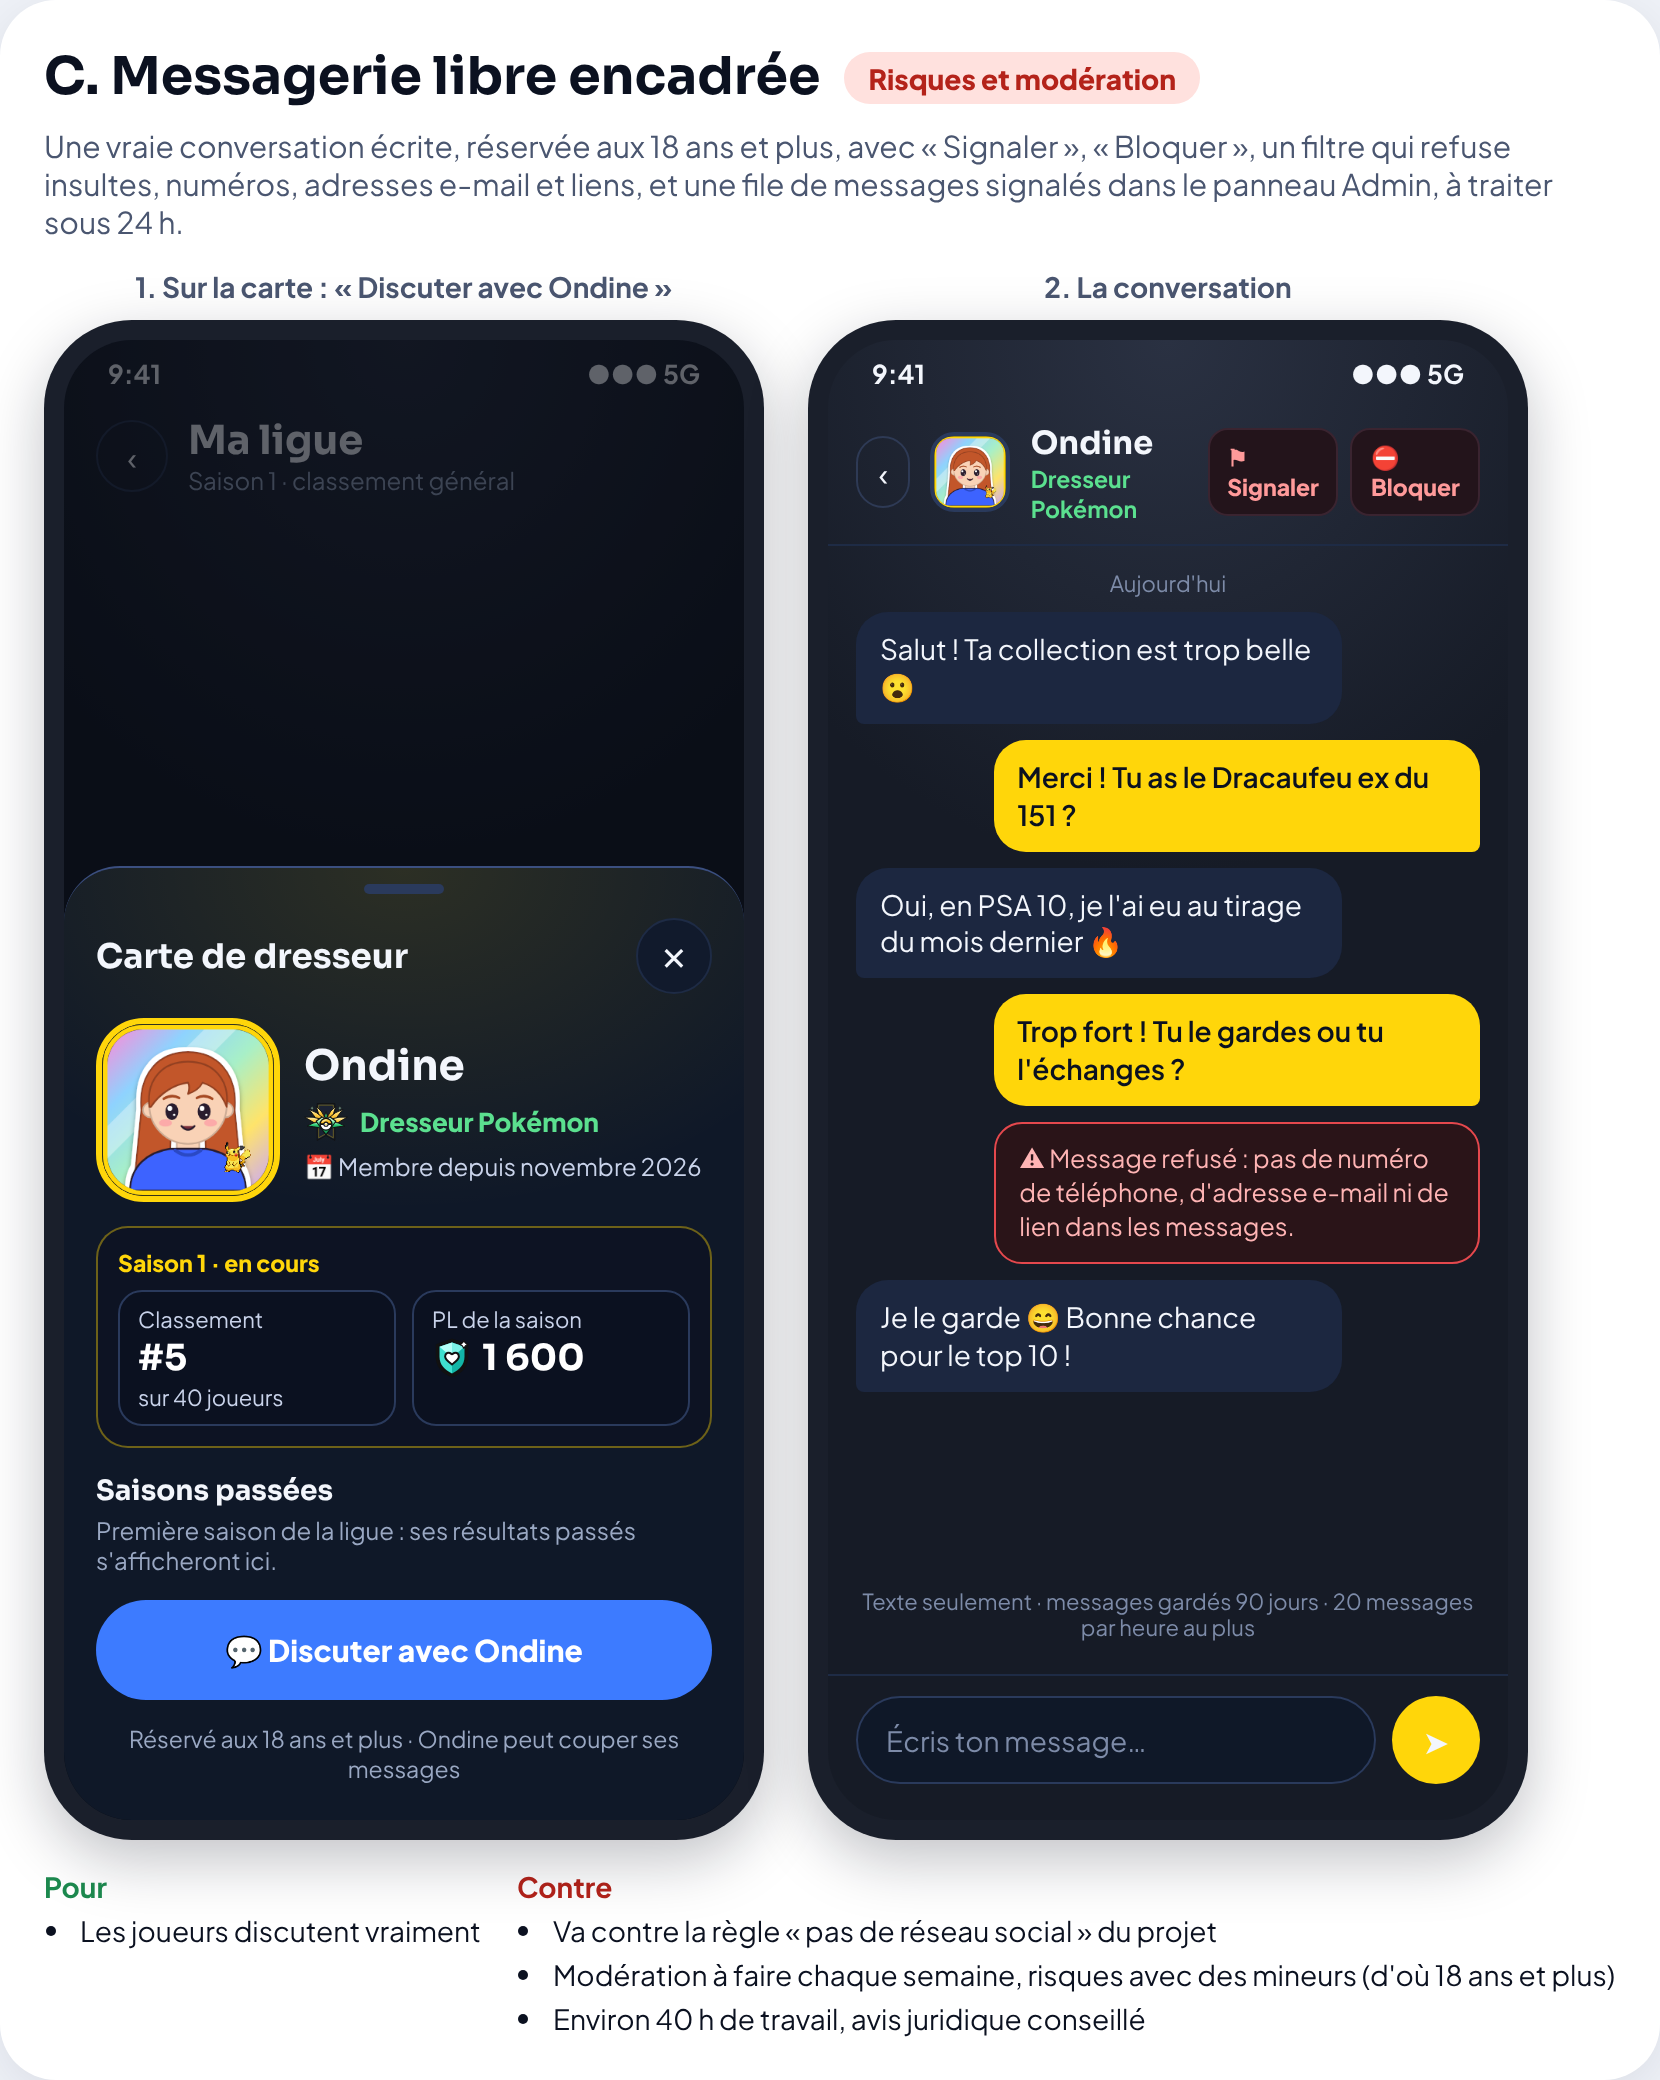 C. Messagerie libre encadrée
Risques et modération
Une vraie conversation écrite, réservée aux 18 ans et plus, avec « Signaler », « Bloquer », un filtre qui refuse
insultes, numéros, adresses e-mail et liens, et une file de messages signalés dans le panneau Admin, à traiter
sous 24 h.
1. Sur la carte : « Discuter avec Ondine »
9:41
5G
‹
Ma ligue
Saison 1 · classement général
Carte de dresseur
✕
Ondine
Dresseur Pokémon
📅 Membre depuis novembre 2026
Saison 1 · en cours
Classement
#5
sur 40 joueurs
PL de la saison
1 600
Saisons passées
Première saison de la ligue : ses résultats passés
s'afficheront ici.
💬 Discuter avec Ondine
Réservé aux 18 ans et plus · Ondine peut couper ses
messages
2. La conversation
9:41
5G
‹
Ondine
Dresseur
Pokémon
⚑
Signaler
⛔
Bloquer
Aujourd'hui
Salut ! Ta collection est trop belle
😮
Merci ! Tu as le Dracaufeu ex du
151 ?
Oui, en PSA 10, je l'ai eu au tirage
du mois dernier 🔥
Trop fort ! Tu le gardes ou tu
l'échanges ?
⚠ Message refusé : pas de numéro
de téléphone, d'adresse e-mail ni de
lien dans les messages.
Je le garde 😄 Bonne chance
pour le top 10 !
Texte seulement · messages gardés 90 jours · 20 messages
par heure au plus
Écris ton message...
➤
Pour
• Les joueurs discutent vraiment
Contre
• Va contre la règle « pas de réseau social » du projet
• Modération à faire chaque semaine, risques avec des mineurs (d'où 18 ans et plus)
• Environ 40 h de travail, avis juridique conseillé